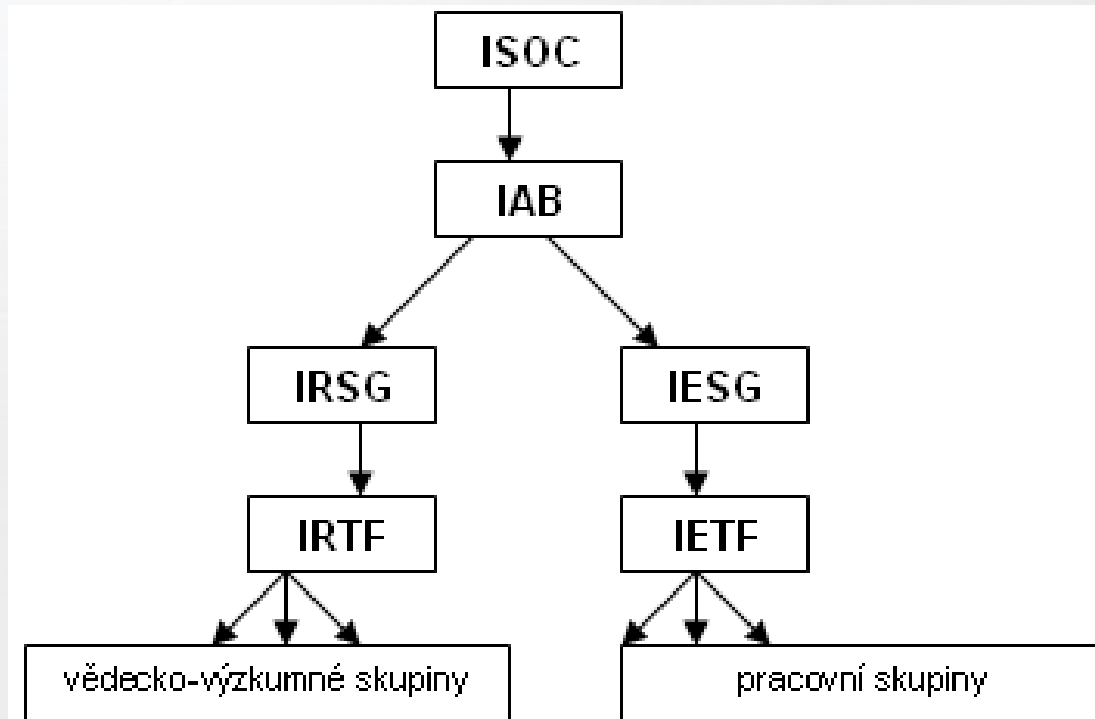 ISOC
IAB
IRSG
IESG
IRTF
IETF
vědecko-výzkumné skupiny
pracovní skupiny